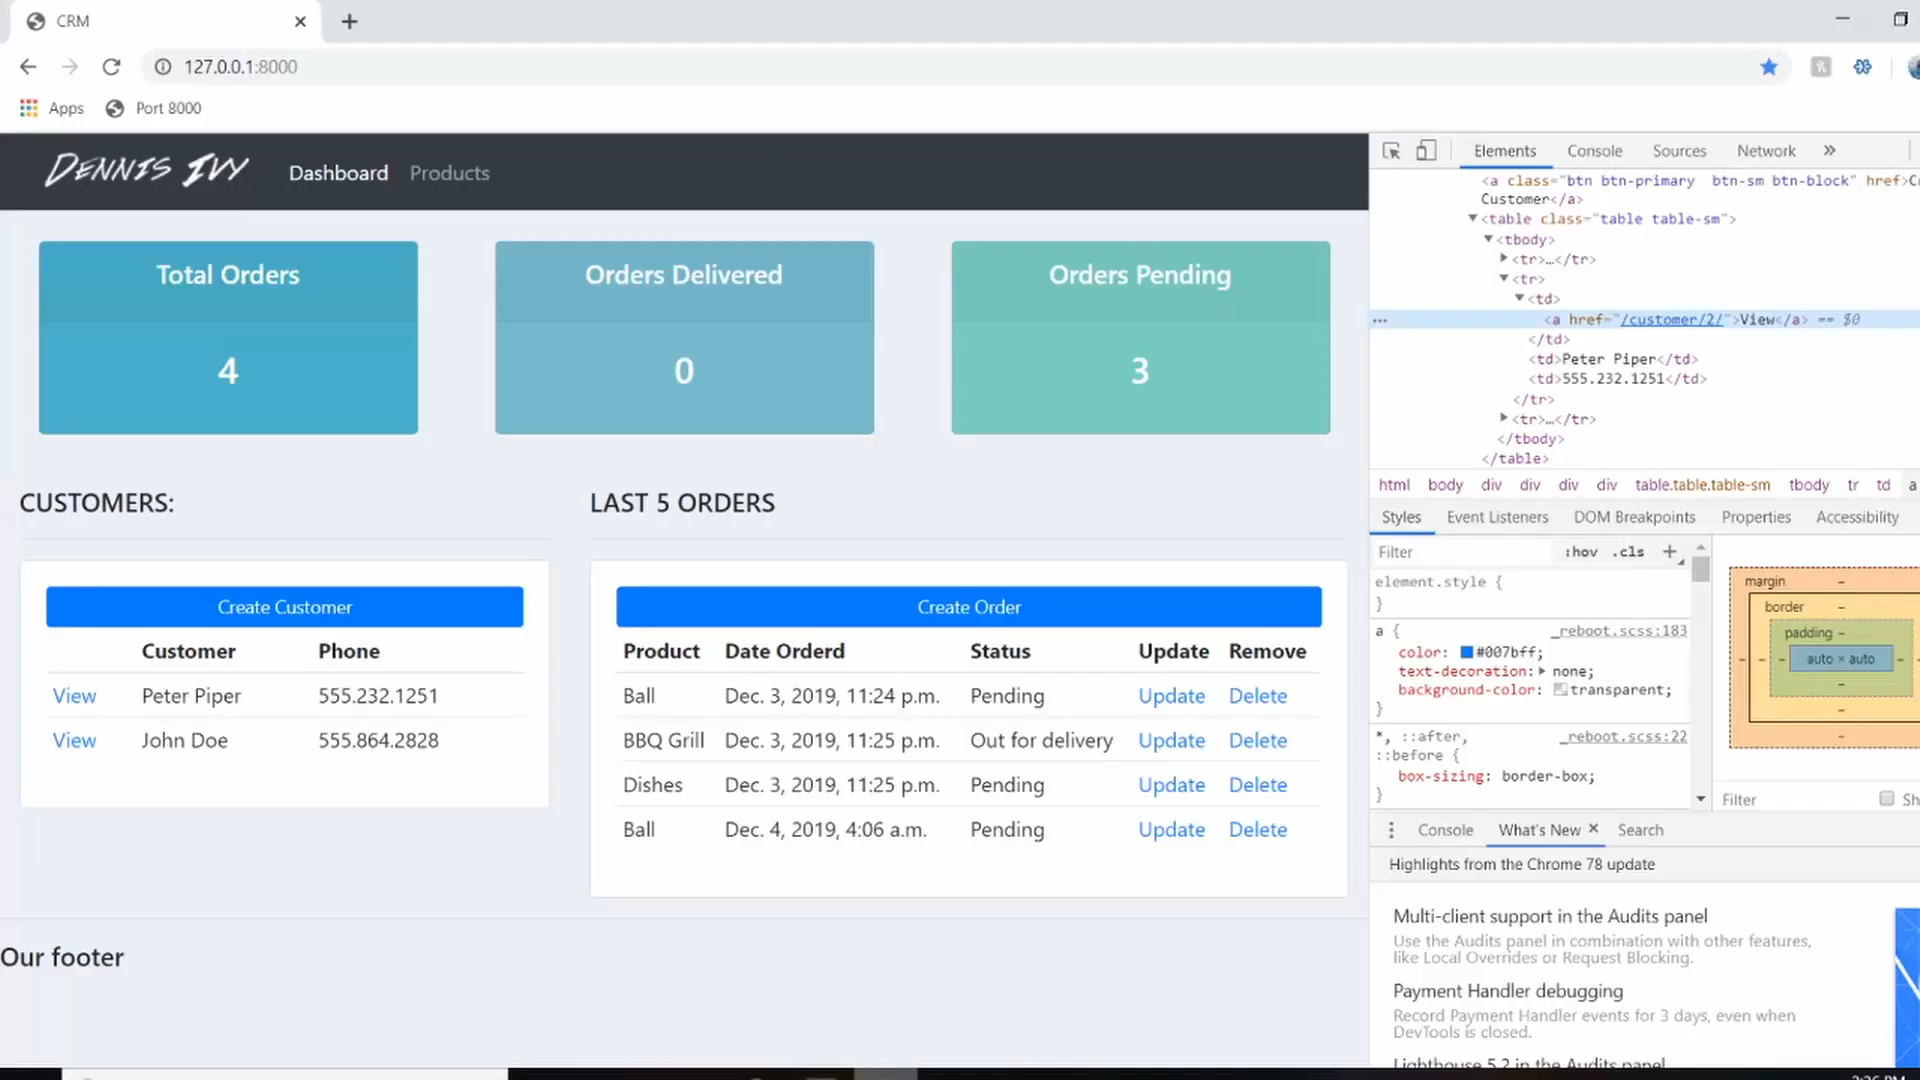 CRM
127.0.0.1:8000
Apps Port 8000
DENNIS IVY Dashboard Products
Total Orders
4
Orders Delivered
0
Orders Pending
3
CUSTOMERS:
Create Customer
Customer Phone
View Peter Piper 555.232.1251
View John Doe 555.864.2828
LAST 5 ORDERS
Create Order
Product Date Orderd Status Update Remove
Ball Dec. 3, 2019, 11:24 p.m. Pending Update Delete
BBQ Grill Dec. 3, 2019, 11:25 p.m. Out for delivery Update Delete
Dishes Dec. 3, 2019, 11:25 p.m. Pending Update Delete
Ball Dec. 4, 2019, 4:06 a.m. Pending Update Delete
Our footer
Elements Console Sources Network »
<a class="btn btn-primary  btn-sm btn-block" href>
Customer</a>
<table class="table table-sm">
<tbody>
<tr>…</tr>
<tr>
<td>
<a href="/customer/2/">View</a> == $0
</td>
<td>Peter Piper</td>
<td>555.232.1251</td>
</tr>
<tr>…</tr>
</tbody>
</table>
html body div div div div table.table.table-sm tbody tr td a
Styles Event Listeners DOM Breakpoints Properties Accessibility
Filter :hov .cls +
element.style {
}
a { _reboot.scss:183
color: #007bff;
text-decoration: none;
background-color: transparent;
}
*, ::after, _reboot.scss:22
::before {
box-sizing: border-box;
}
margin –
border –
padding –
auto × auto
Filter Sh
Console What's New × Search
Highlights from the Chrome 78 update
Multi-client support in the Audits panel
Use the Audits panel in combination with other features,
like Local Overrides or Request Blocking.
Payment Handler debugging
Record Payment Handler events for 3 days, even when
DevTools is closed.
Lighthouse 5.2 in the Audits panel